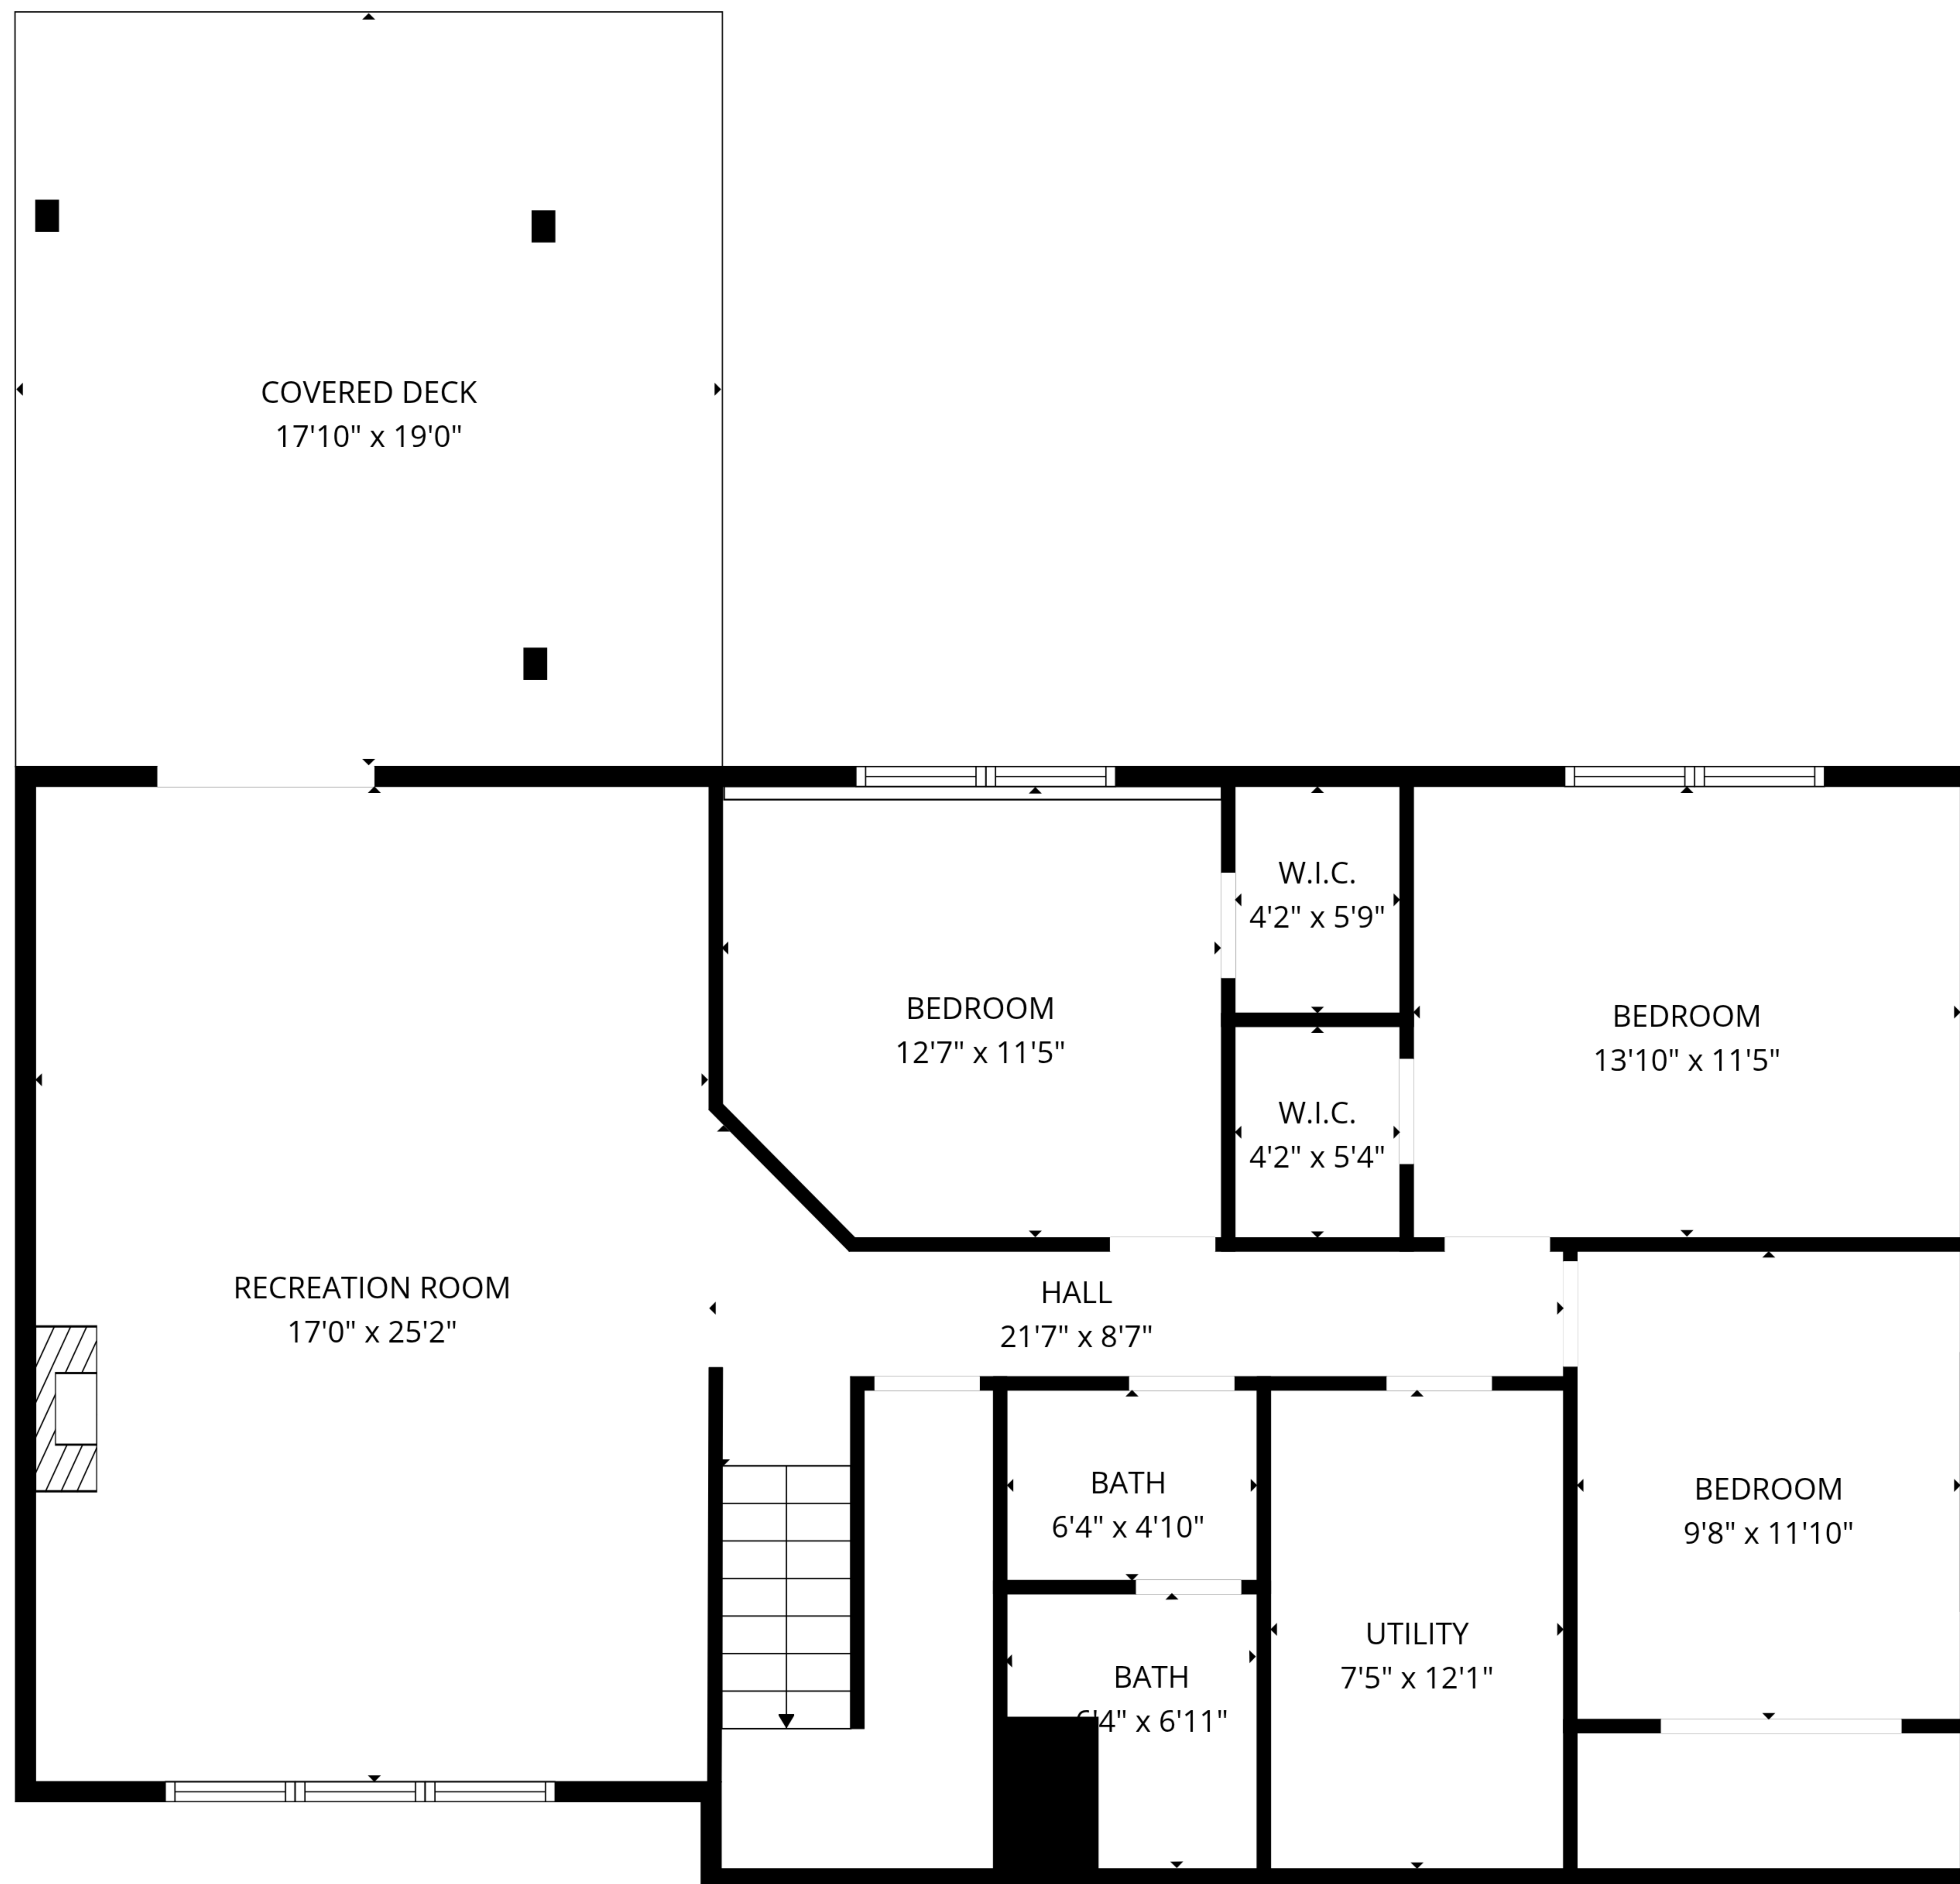 COVERED DECK
17'10" x 19'0"
W.I.C.
4'2" x 5'9"
BEDROOM
12'7" x 11'5"
BEDROOM
13'10" x 11'5"
W.I.C.
4'2" x 5'4"
RECREATION ROOM
17'0" x 25'2"
HALL
21'7" x 8'7"
BATH
6'4" x 4'10"
BEDROOM
9'8" x 11'10"
UTILITY
7'5" x 12'1"
BATH
6'4" x 6'11"